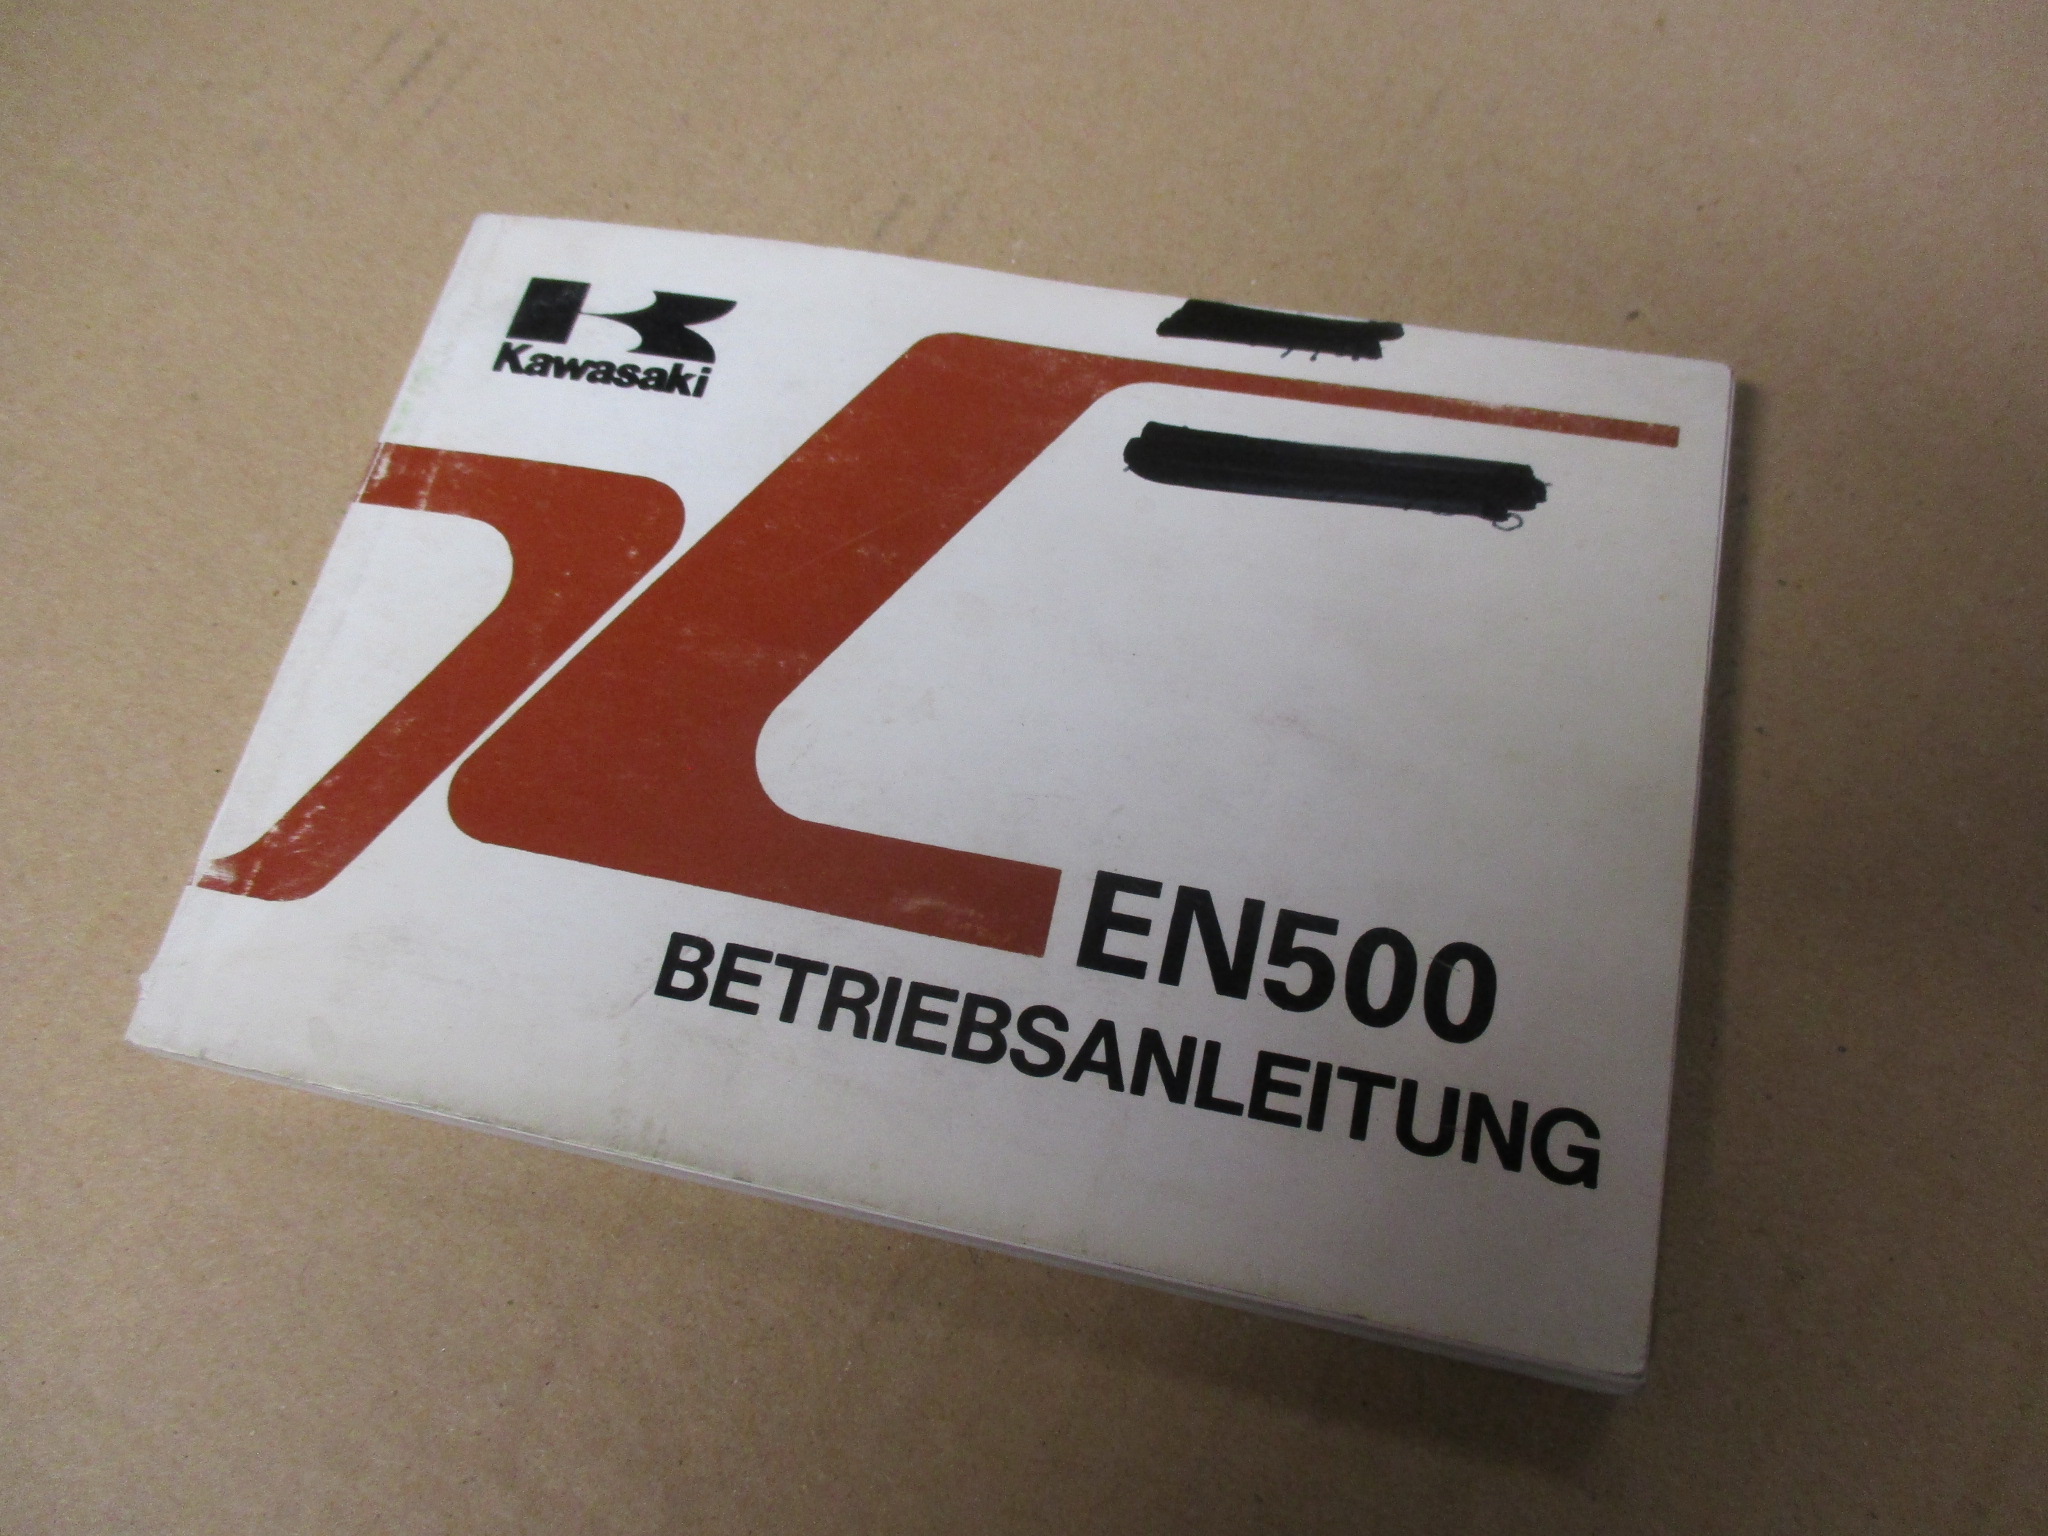 Kawasaki
EN500
BETRIEBSANLEITUNG